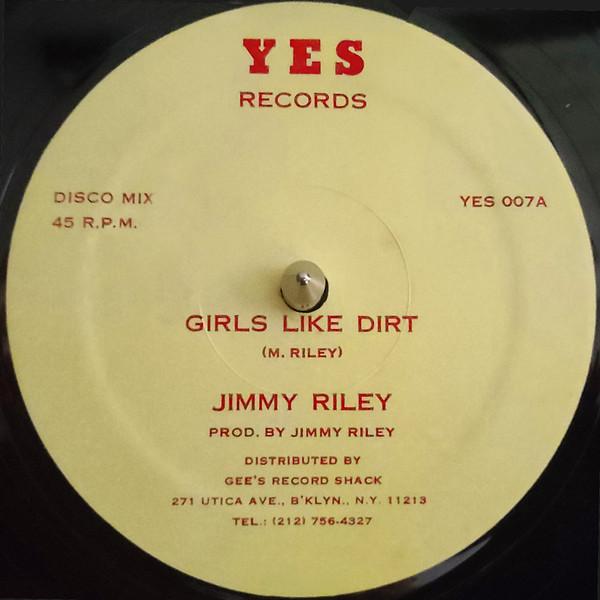 YES
RECORDS
DISCO MIX
45 R.P.M.
YES 007A
GIRLS LIKE DIRT
(M. RILEY)
JIMMY RILEY
PROD. BY JIMMY RILEY
DISTRIBUTED BY
GEE'S RECORD SHACK
271 UTICA AVE., B'KLYN., N.Y. 11213
TEL.: (212) 756-4327